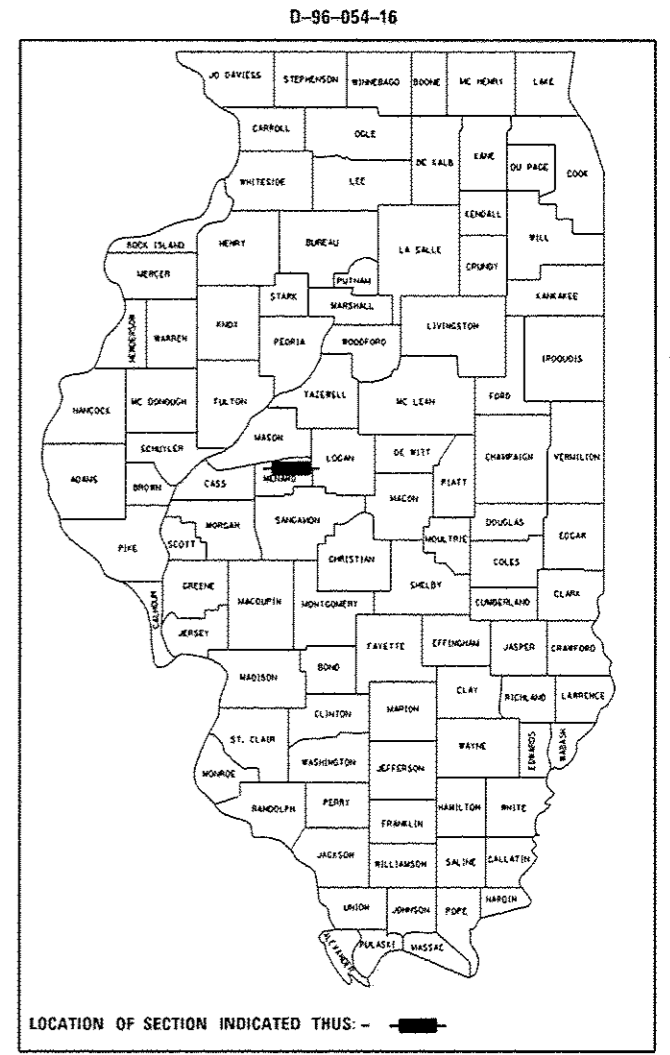 D-96-054-16
JO DAVIESS STEPHENSON WINNEBAGO BOONE MC HENRY LAKE
CARROLL OGLE DE KALB KANE DU PAGE COOK
WHITESIDE LEE KENDALL WILL
ROCK ISLAND HENRY BUREAU LA SALLE GRUNDY
MERCER STARK PUTNAM KANKAKEE
HENDERSON WARREN KNOX PEORIA MARSHALL WOODFORD LIVINGSTON IROQUOIS
HANCOCK MC DONOUGH FULTON TAZEWELL MC LEAN FORD
SCHUYLER MASON LOGAN DE WITT CHAMPAIGN VERMILION
ADAMS BROWN CASS MENARD MACON PIATT
PIKE SCOTT MORGAN SANGAMON CHRISTIAN MOULTRIE DOUGLAS EDGAR
COLES
CALHOUN GREENE MACOUPIN MONTGOMERY SHELBY CUMBERLAND CLARK
JERSEY FAYETTE EFFINGHAM JASPER CRAWFORD
MADISON BOND CLAY RICHLAND LAWRENCE
CLINTON MARION
ST. CLAIR WASHINGTON JEFFERSON WAYNE EDWARDS WABASH
MONROE
RANDOLPH PERRY FRANKLIN HAMILTON WHITE
JACKSON WILLIAMSON SALINE GALLATIN
UNION JOHNSON POPE HARDIN
ALEXANDER PULASKI MASSAC
LOCATION OF SECTION INDICATED THUS: -